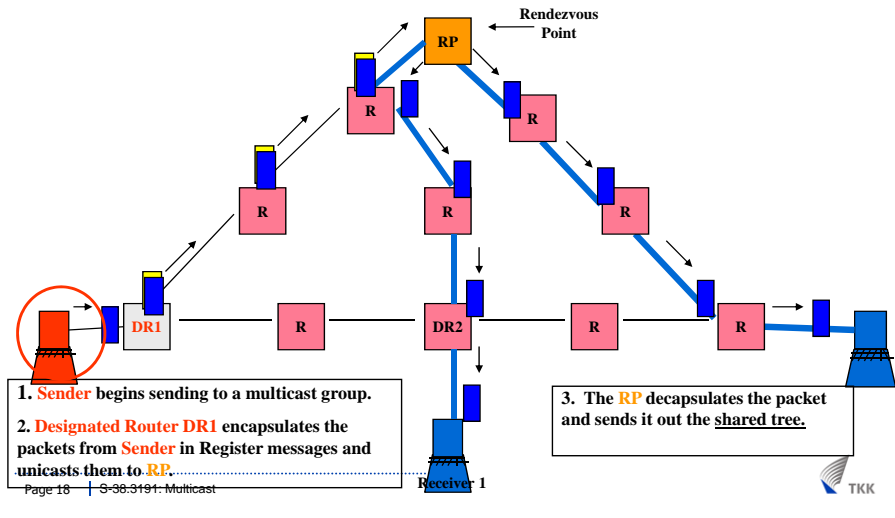 Rendezvous
Point
RP
R
R
R
R
R
DR1
R
DR2
R
R
1. Sender begins sending to a multicast group.
2. Designated Router DR1 encapsulates the
packets from Sender in Register messages and
unicasts them to RP.
3. The RP decapsulates the packet
and sends it out the shared tree.
Receiver 1
Page 18
S-38.3191: Multicast
TKK